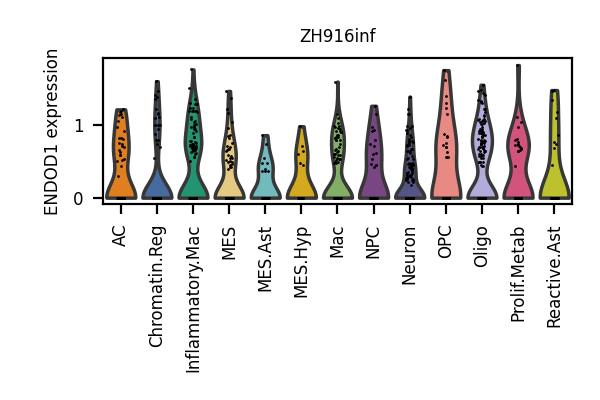 ZH916inf
ENDOD1 expression
1
0
AC
Chromatin.Reg
Inflammatory.Mac
MES
MES.Ast
MES.Hyp
Mac
NPC
Neuron
OPC
Oligo
Prolif.Metab
Reactive.Ast